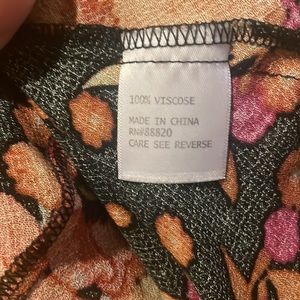 100% VISCOSE
MADE IN CHINA
RN#88820
CARE SEE REVERSE